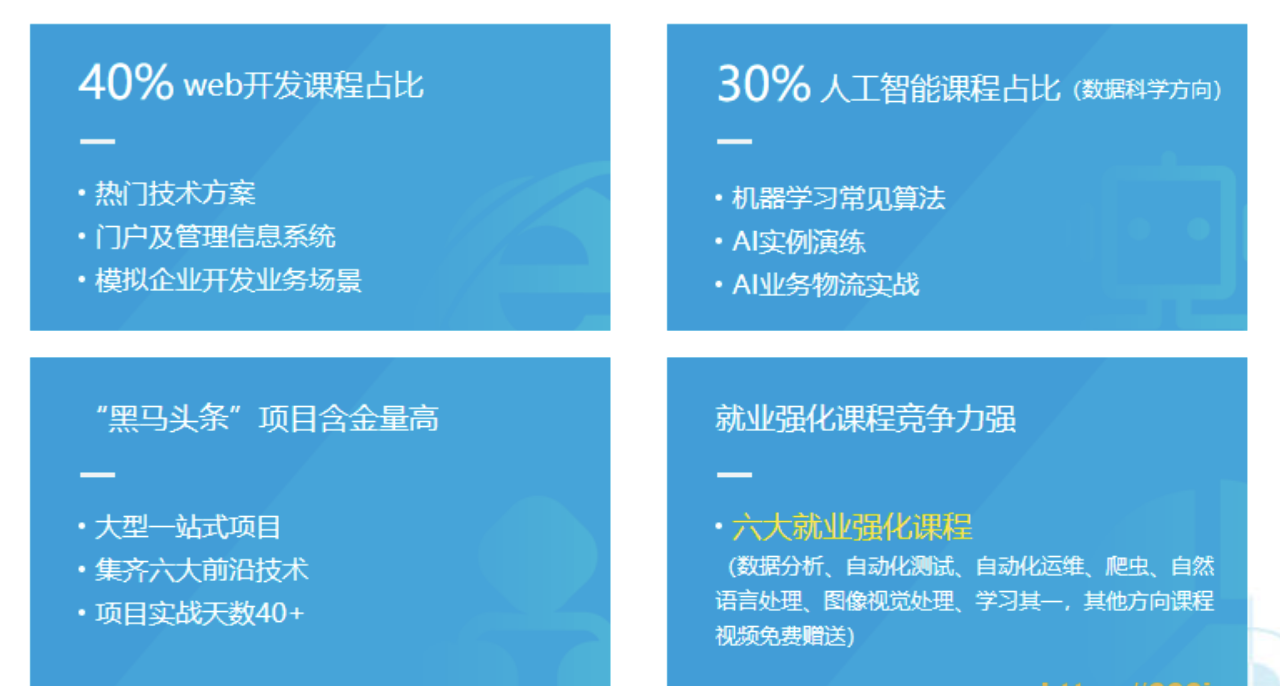 40% web开发课程占比
• 热门技术方案
• 门户及管理信息系统
• 模拟企业开发业务场景
30% 人工智能课程占比（数据科学方向）
• 机器学习常见算法
• AI实例演练
• AI业务物流实战
“黑马头条”项目含金量高
• 大型一站式项目
• 集齐六大前沿技术
• 项目实战天数40+
就业强化课程竞争力强
• 六大就业强化课程
（数据分析、自动化测试、自动化运维、爬虫、自然
语言处理、图像视觉处理、学习其一，其他方向课程
视频免费赠送）